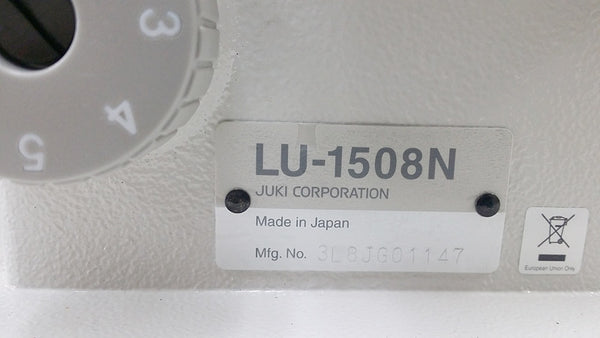 3
4
5
LU-1508N
JUKI CORPORATION
Made in Japan
Mfg. No. 3L8JG01147
European Union Only